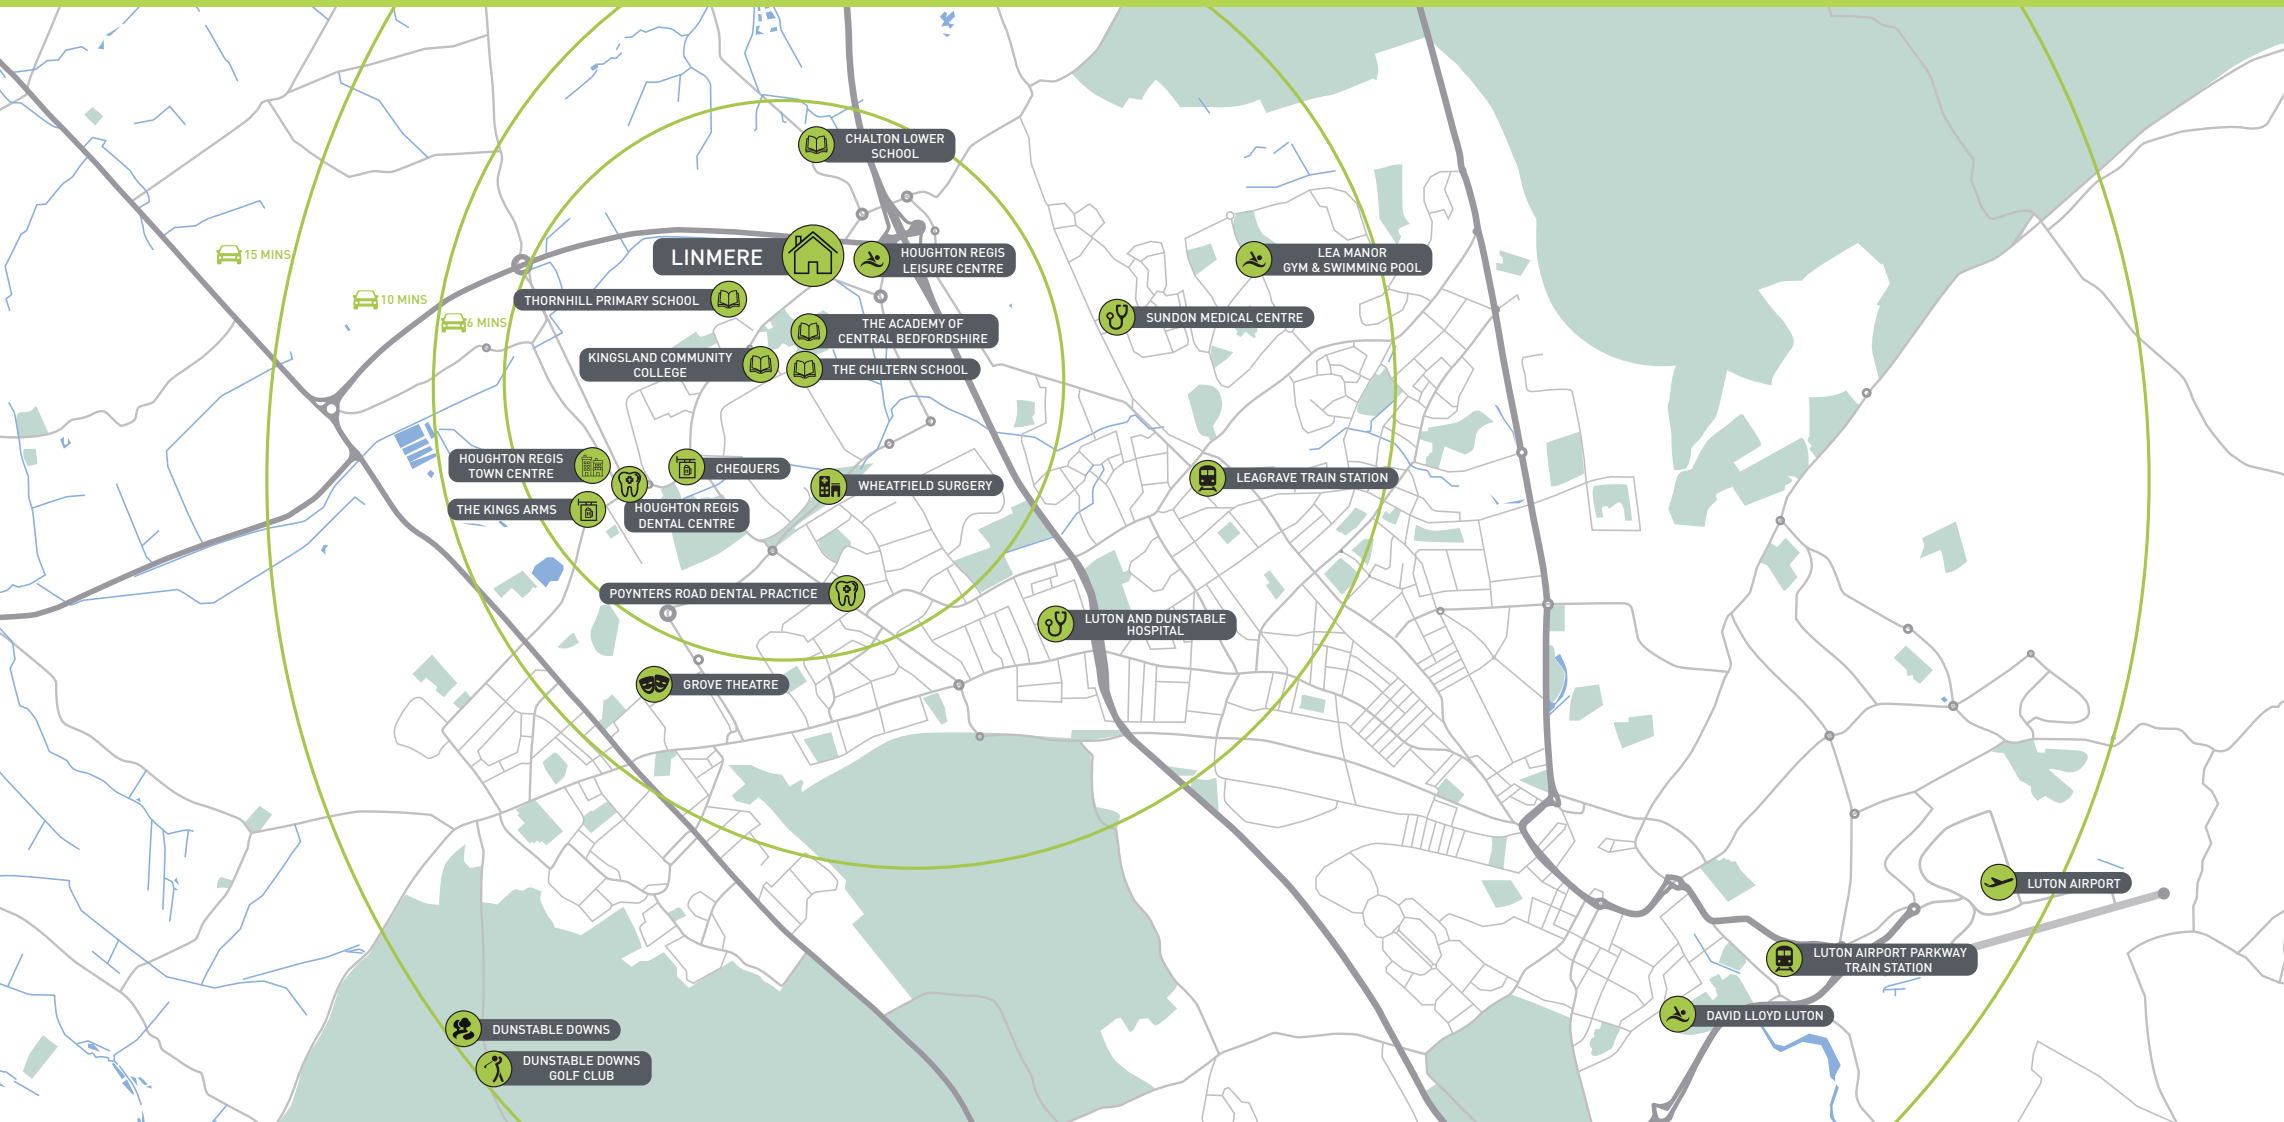 CHALTON LOWER
SCHOOL
15 MINS
LINMERE
HOUGHTON REGIS
LEISURE CENTRE
LEA MANOR
GYM & SWIMMING POOL
10 MINS
THORNHILL PRIMARY SCHOOL
6 MINS
SUNDON MEDICAL CENTRE
THE ACADEMY OF
CENTRAL BEDFORDSHIRE
KINGSLAND COMMUNITY
COLLEGE
THE CHILTERN SCHOOL
HOUGHTON REGIS
TOWN CENTRE
CHEQUERS
WHEATFIELD SURGERY
LEAGRAVE TRAIN STATION
THE KINGS ARMS
HOUGHTON REGIS
DENTAL CENTRE
POYNTERS ROAD DENTAL PRACTICE
LUTON AND DUNSTABLE
HOSPITAL
GROVE THEATRE
LUTON AIRPORT
LUTON AIRPORT PARKWAY
TRAIN STATION
DAVID LLOYD LUTON
DUNSTABLE DOWNS
DUNSTABLE DOWNS
GOLF CLUB